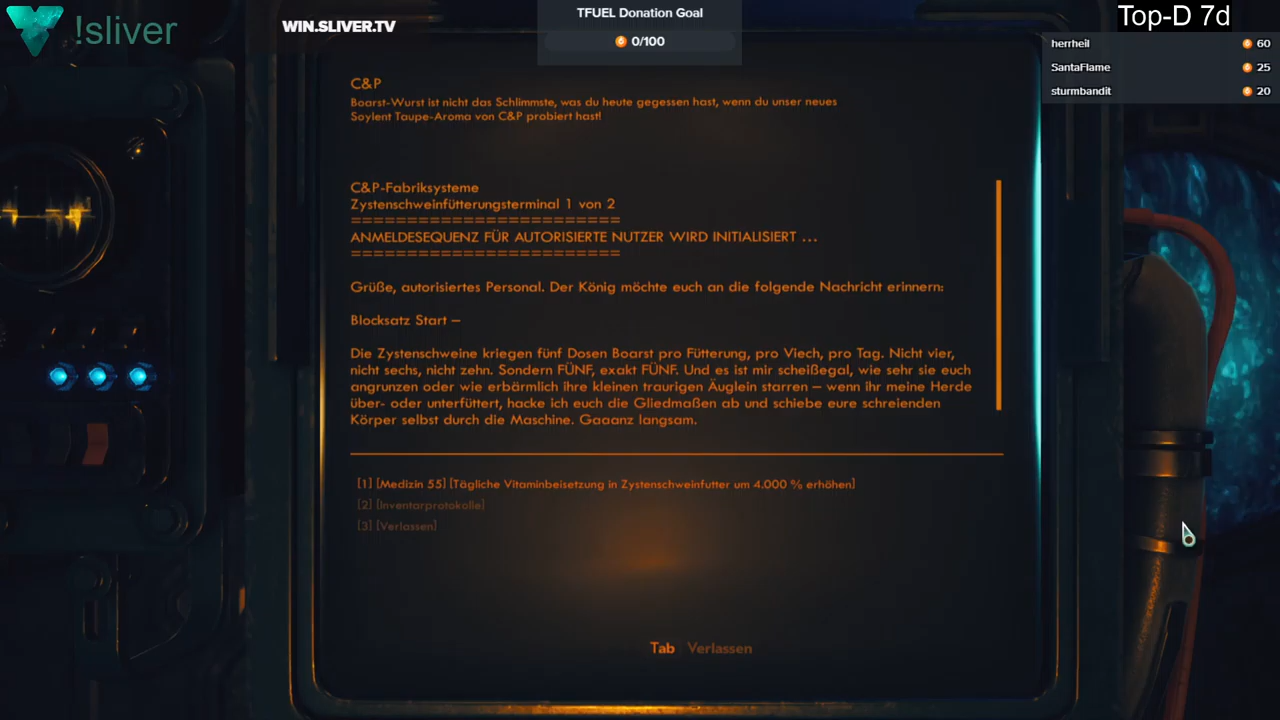 !sliver
WIN.SLIVER.TV
TFUEL Donation Goal
0/100
Top-D 7d
herrheil 60
SantaFlame 25
sturmbandit 20
C&P
Boarst-Wurst ist nicht das Schlimmste, was du heute gegessen hast, wenn du unser neues
Soylent Taupe-Aroma von C&P probiert hast!
C&P-Fabriksysteme
Zystenschweinfütterungsterminal 1 von 2
========================
ANMELDESEQUENZ FÜR AUTORISIERTE NUTZER WIRD INITIALISIERT ...
========================
Grüße, autorisiertes Personal. Der König möchte euch an die folgende Nachricht erinnern:
Blocksatz Start –
Die Zystenschweine kriegen fünf Dosen Boarst pro Fütterung, pro Viech, pro Tag. Nicht vier,
nicht sechs, nicht zehn. Sondern FÜNF, exakt FÜNF. Und es ist mir scheißegal, wie sehr sie euch
angrunzen oder wie erbärmlich ihre kleinen traurigen Äuglein starren – wenn ihr meine Herde
über- oder unterfüttert, hacke ich euch die Gliedmaßen ab und schiebe eure schreienden
Körper selbst durch die Maschine. Gaaanz langsam.
[1] [Medizin 55] [Tägliche Vitaminbeisetzung in Zystenschweinfutter um 4.000 % erhöhen]
[2] [Inventarprotokolle]
[3] [Verlassen]
Tab Verlassen